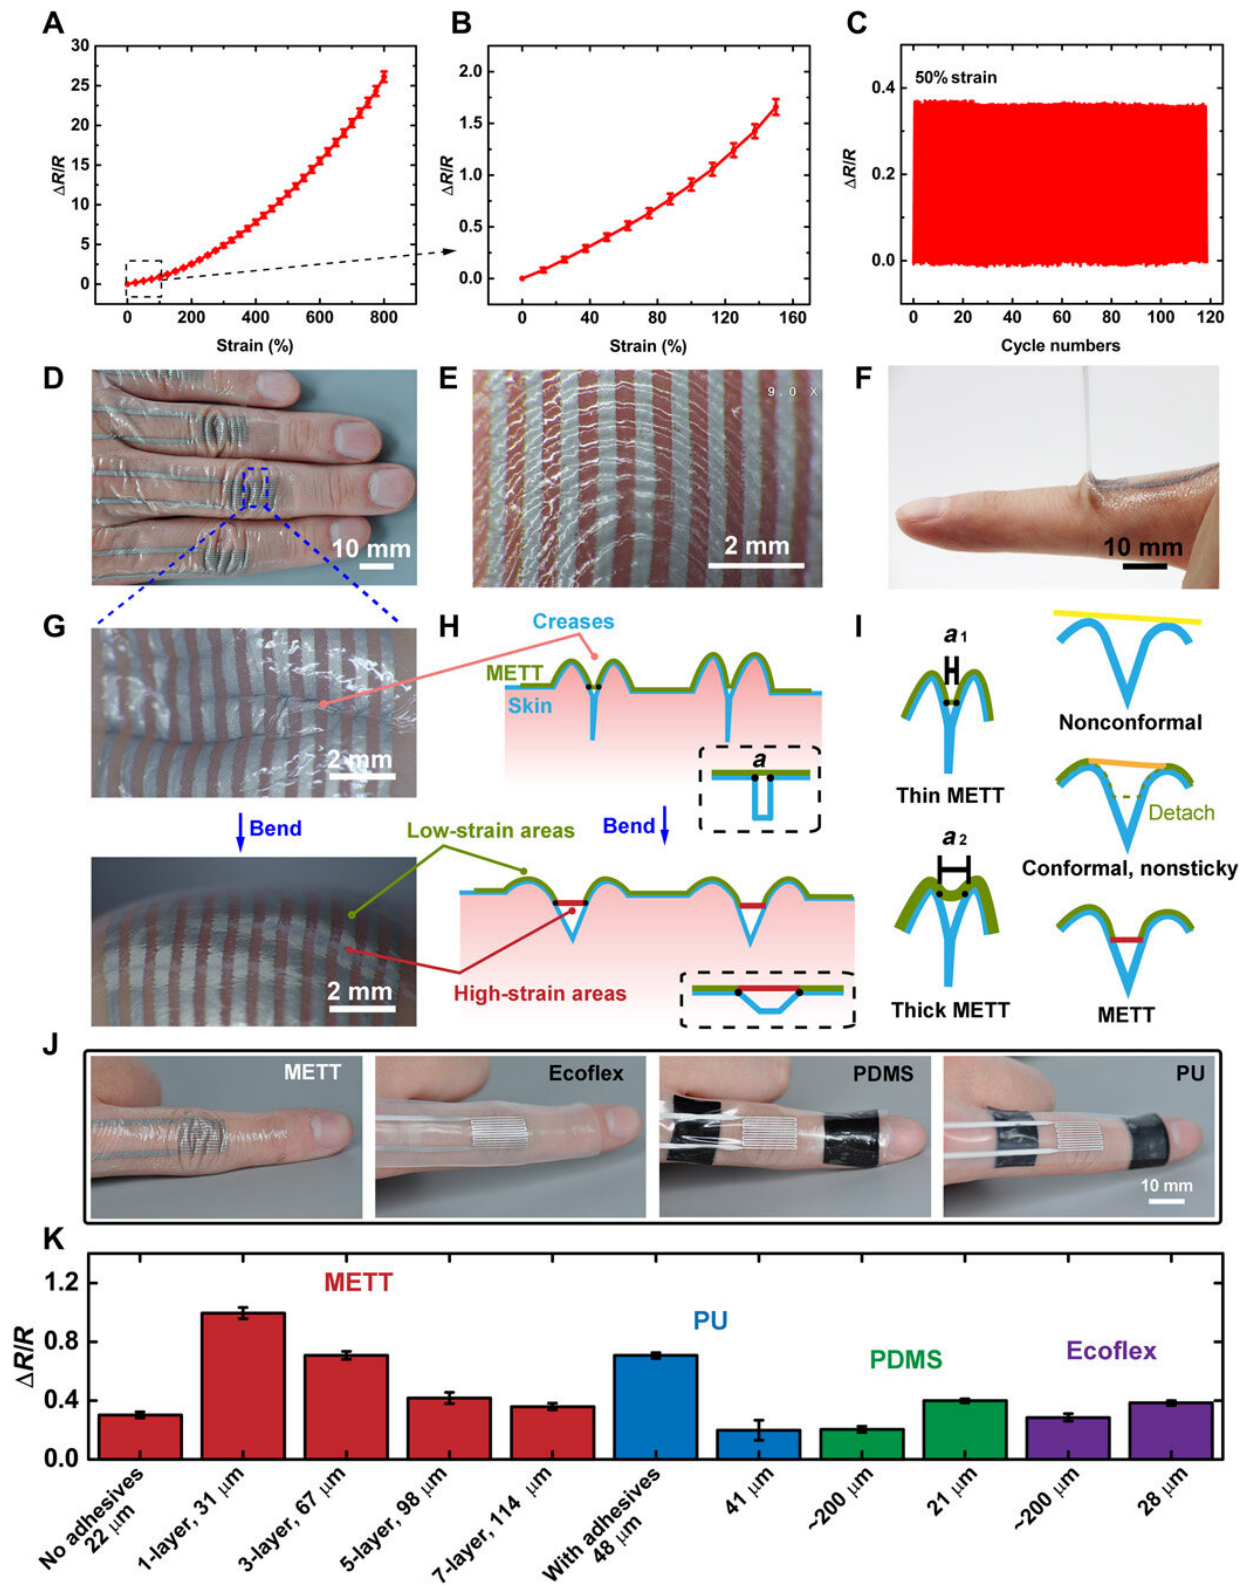 A
30
25
20
15
10
5
0
ΔR/R
0 200 400 600 800
Strain (%)
B
2.0
1.5
1.0
0.5
0.0
ΔR/R
0 40 80 120 160
Strain (%)
C
50% strain
0.4
0.2
0.0
ΔR/R
0 20 40 60 80 100 120
Cycle numbers
D
10 mm
E
9.0 X
2 mm
F
10 mm
G
2 mm
Bend
2 mm
H
Creases
METT
Skin
a
Low-strain areas
Bend
High-strain areas
I
a1
Thin METT
a2
Thick METT
Nonconformal
Detach
Conformal, nonsticky
METT
J
METT
Ecoflex
PDMS
PU
10 mm
K
METT
PU
PDMS
Ecoflex
1.2
0.8
0.4
0.0
ΔR/R
No adhesives
22 μm
1-layer, 31 μm
3-layer, 67 μm
5-layer, 98 μm
7-layer, 114 μm
With adhesives
48 μm
41 μm
~200 μm
21 μm
~200 μm
28 μm